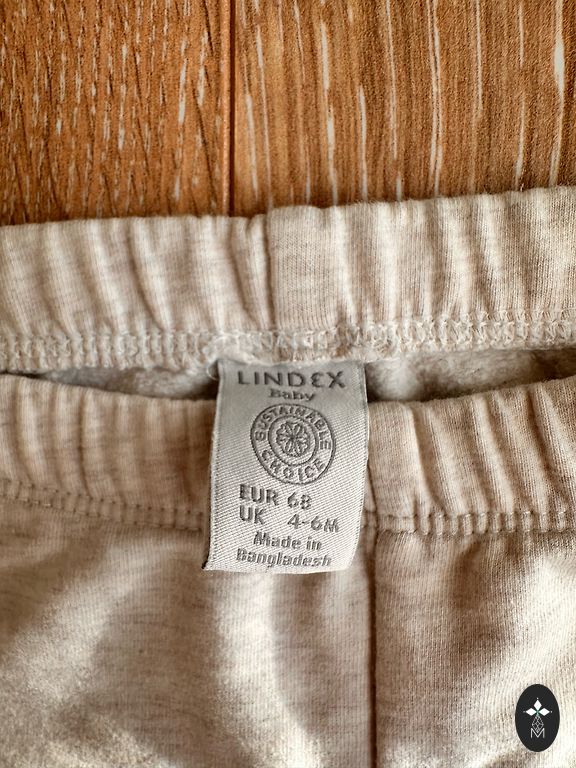 LINDEX
Baby
SUSTAINABLE CHOICE
EUR 68
UK 4-6M
Made in
Bangladesh
M